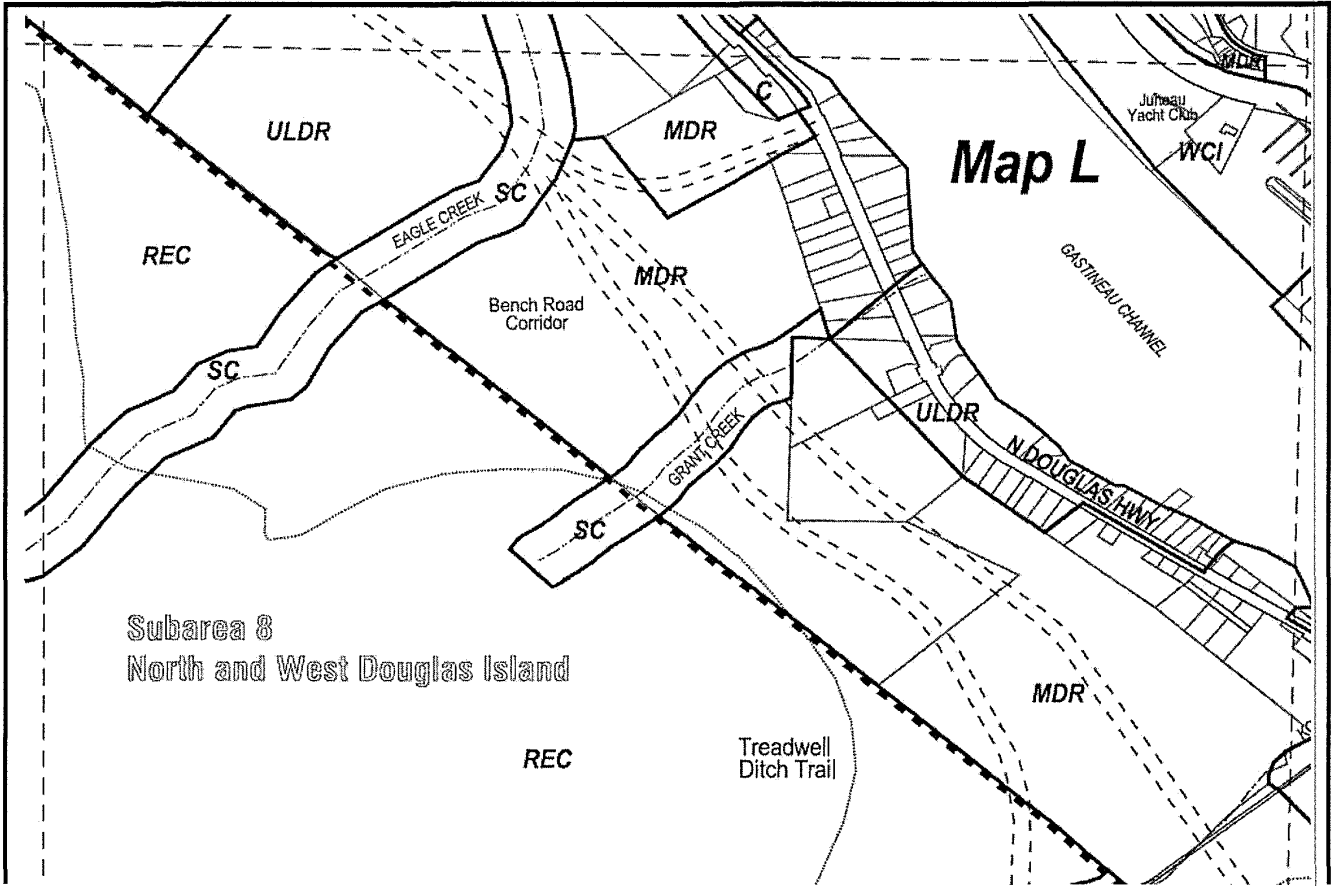 MDR
C
Juneau
Yacht Club
ULDR
MDR
Map L
WCI
SC
EAGLE CREEK
REC
MDR
GASTINEAU CHANNEL
Bench Road
Corridor
SC
ULDR
GRANT CREEK
N DOUGLAS HWY
SC
Subarea 8
North and West Douglas Island
MDR
REC
Treadwell
Ditch Trail